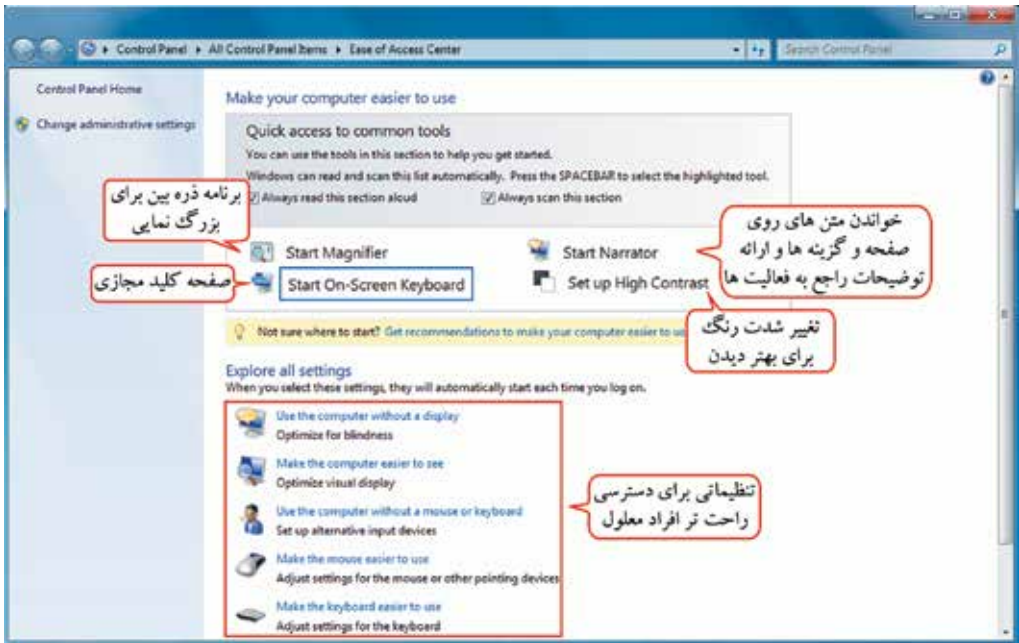 Control Panel ▸ All Control Panel Items ▸ Ease of Access Center
Search Control Panel
Control Panel Home
Change administrative settings
Make your computer easier to use
Quick access to common tools
You can use the tools in this section to help you get started.
Windows can read and scan this list automatically. Press the SPACEBAR to select the highlighted tool.
Always read this section aloud
Always scan this section
برنامه ذره بین برای
بزرگ نمایی
Start Magnifier
Start Narrator
خواندن متن های روی
صفحه و گزینه ها و ارائه
توضیحات راجع به فعالیت ها
صفحه کلید مجازی
Start On-Screen Keyboard
Set up High Contrast
تغییر شدت رنگ
برای بهتر دیدن
Not sure where to start? Get recommendations to make your computer easier to
Explore all settings
When you select these settings, they will automatically start each time you log on.
Use the computer without a display
Optimize for blindness
Make the computer easier to see
Optimize visual display
Use the computer without a mouse or keyboard
Set up alternative input devices
Make the mouse easier to use
Adjust settings for the mouse or other pointing devices
Make the keyboard easier to use
Adjust settings for the keyboard
تنظیماتی برای دسترسی
راحت تر افراد معلول